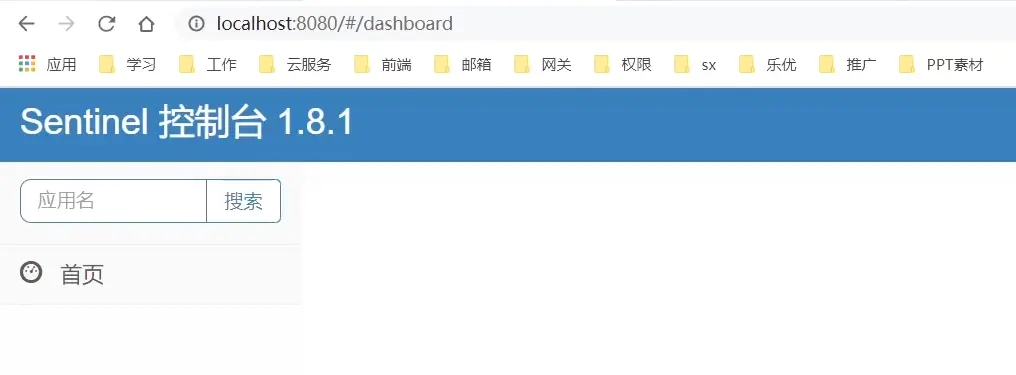 localhost:8080/#/dashboard
应用 学习 工作 云服务 前端 邮箱 网关 权限 sx 乐优 推广 PPT素材
Sentinel 控制台 1.8.1
应用名 搜索
首页